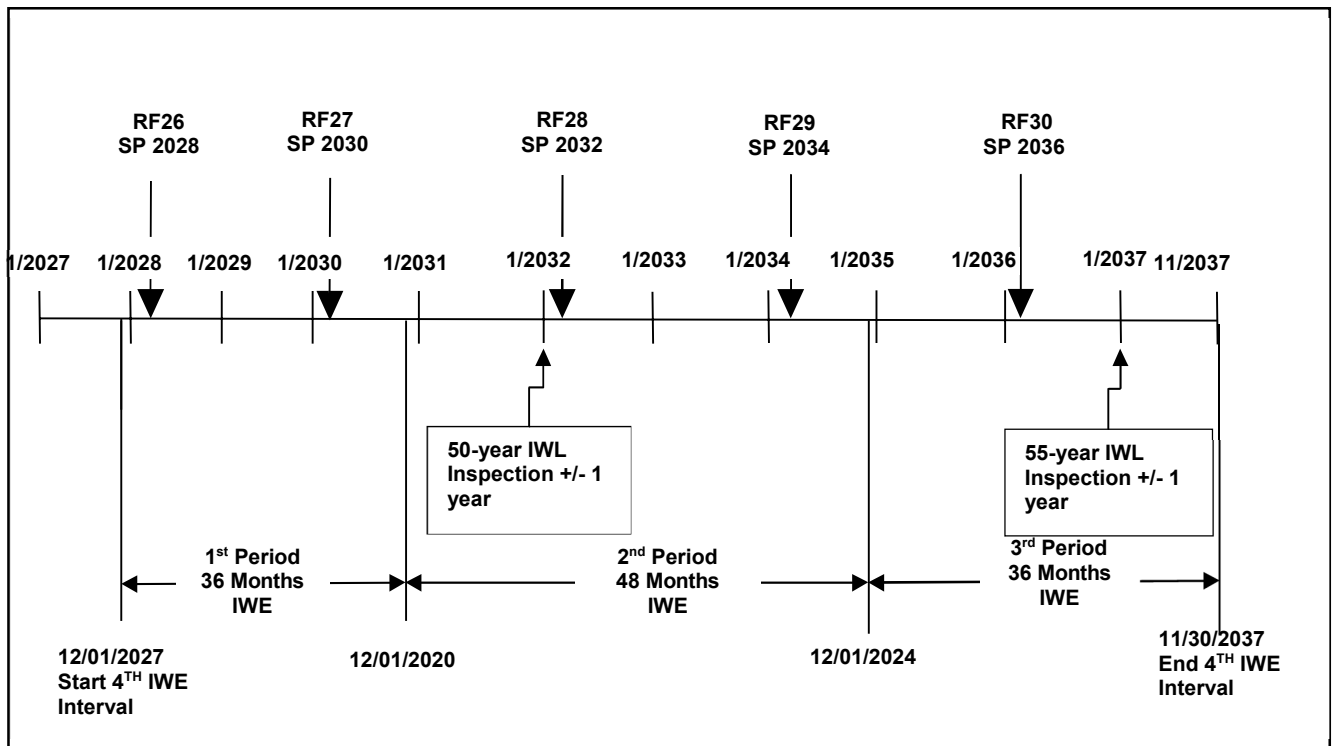 RF26
SP 2028
RF27
SP 2030
RF28
SP 2032
RF29
SP 2034
RF30
SP 2036
1/2027
1/2028
1/2029
1/2030
1/2031
1/2032
1/2033
1/2034
1/2035
1/2036
1/2037
11/2037
50-year IWL
Inspection +/- 1
year
55-year IWL
Inspection +/- 1
year
1st Period
36 Months
IWE
2nd Period
48 Months
IWE
3rd Period
36 Months
IWE
12/01/2027
Start 4TH IWE
Interval
12/01/2020
12/01/2024
11/30/2037
End 4TH IWE
Interval